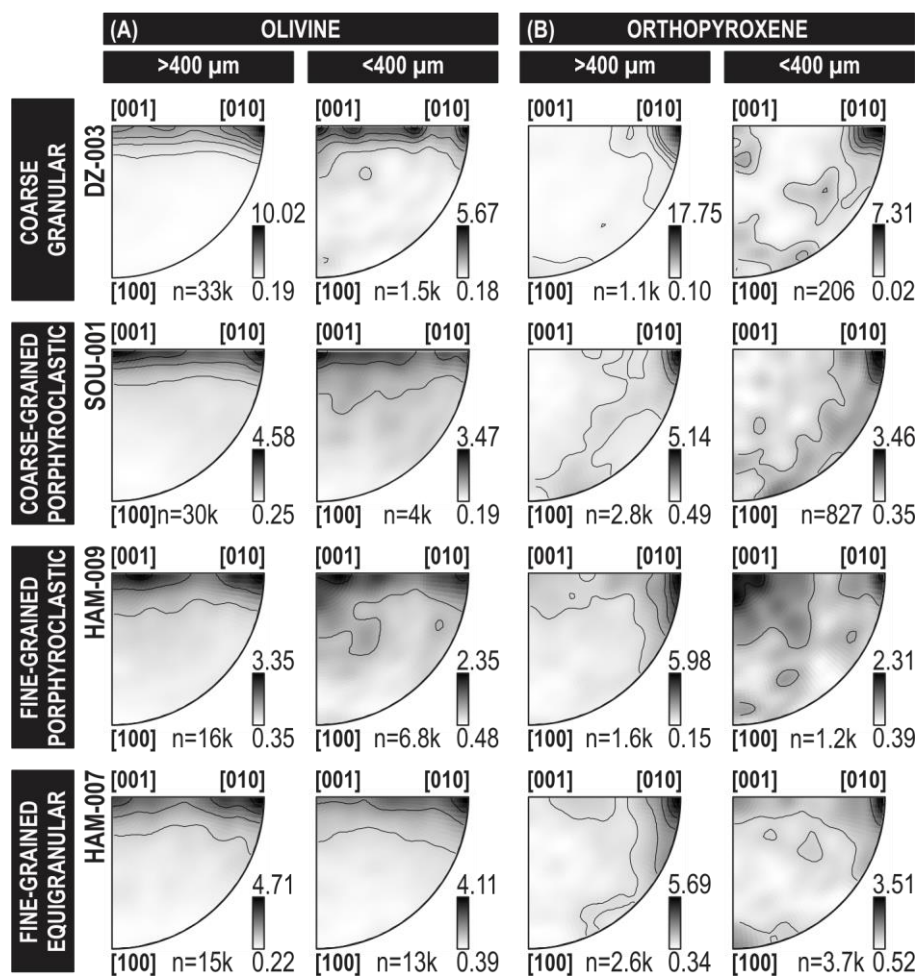 (A) OLIVINE (B) ORTHOPYROXENE
>400 µm <400 µm >400 µm <400 µm
COARSE GRANULAR
DZ-003
[001] [010] [001] [010] [001] [010] [001] [010]
10.02 5.67 17.75 7.31
[100] n=33k 0.19 [100] n=1.5k 0.18 [100] n=1.1k 0.10 [100] n=206 0.02
COARSE-GRAINED PORPHYROCLASTIC
SOU-001
[001] [010] [001] [010] [001] [010] [001] [010]
4.58 3.47 5.14 3.46
[100] n=30k 0.25 [100] n=4k 0.19 [100] n=2.8k 0.49 [100] n=827 0.35
FINE-GRAINED PORPHYROCLASTIC
HAM-009
[001] [010] [001] [010] [001] [010] [001] [010]
3.35 2.35 5.98 2.31
[100] n=16k 0.35 [100] n=6.8k 0.48 [100] n=1.6k 0.15 [100] n=1.2k 0.39
FINE-GRAINED EQUIGRANULAR
HAM-007
[001] [010] [001] [010] [001] [010] [001] [010]
4.71 4.11 5.69 3.51
[100] n=15k 0.22 [100] n=13k 0.39 [100] n=2.6k 0.34 [100] n=3.7k 0.52